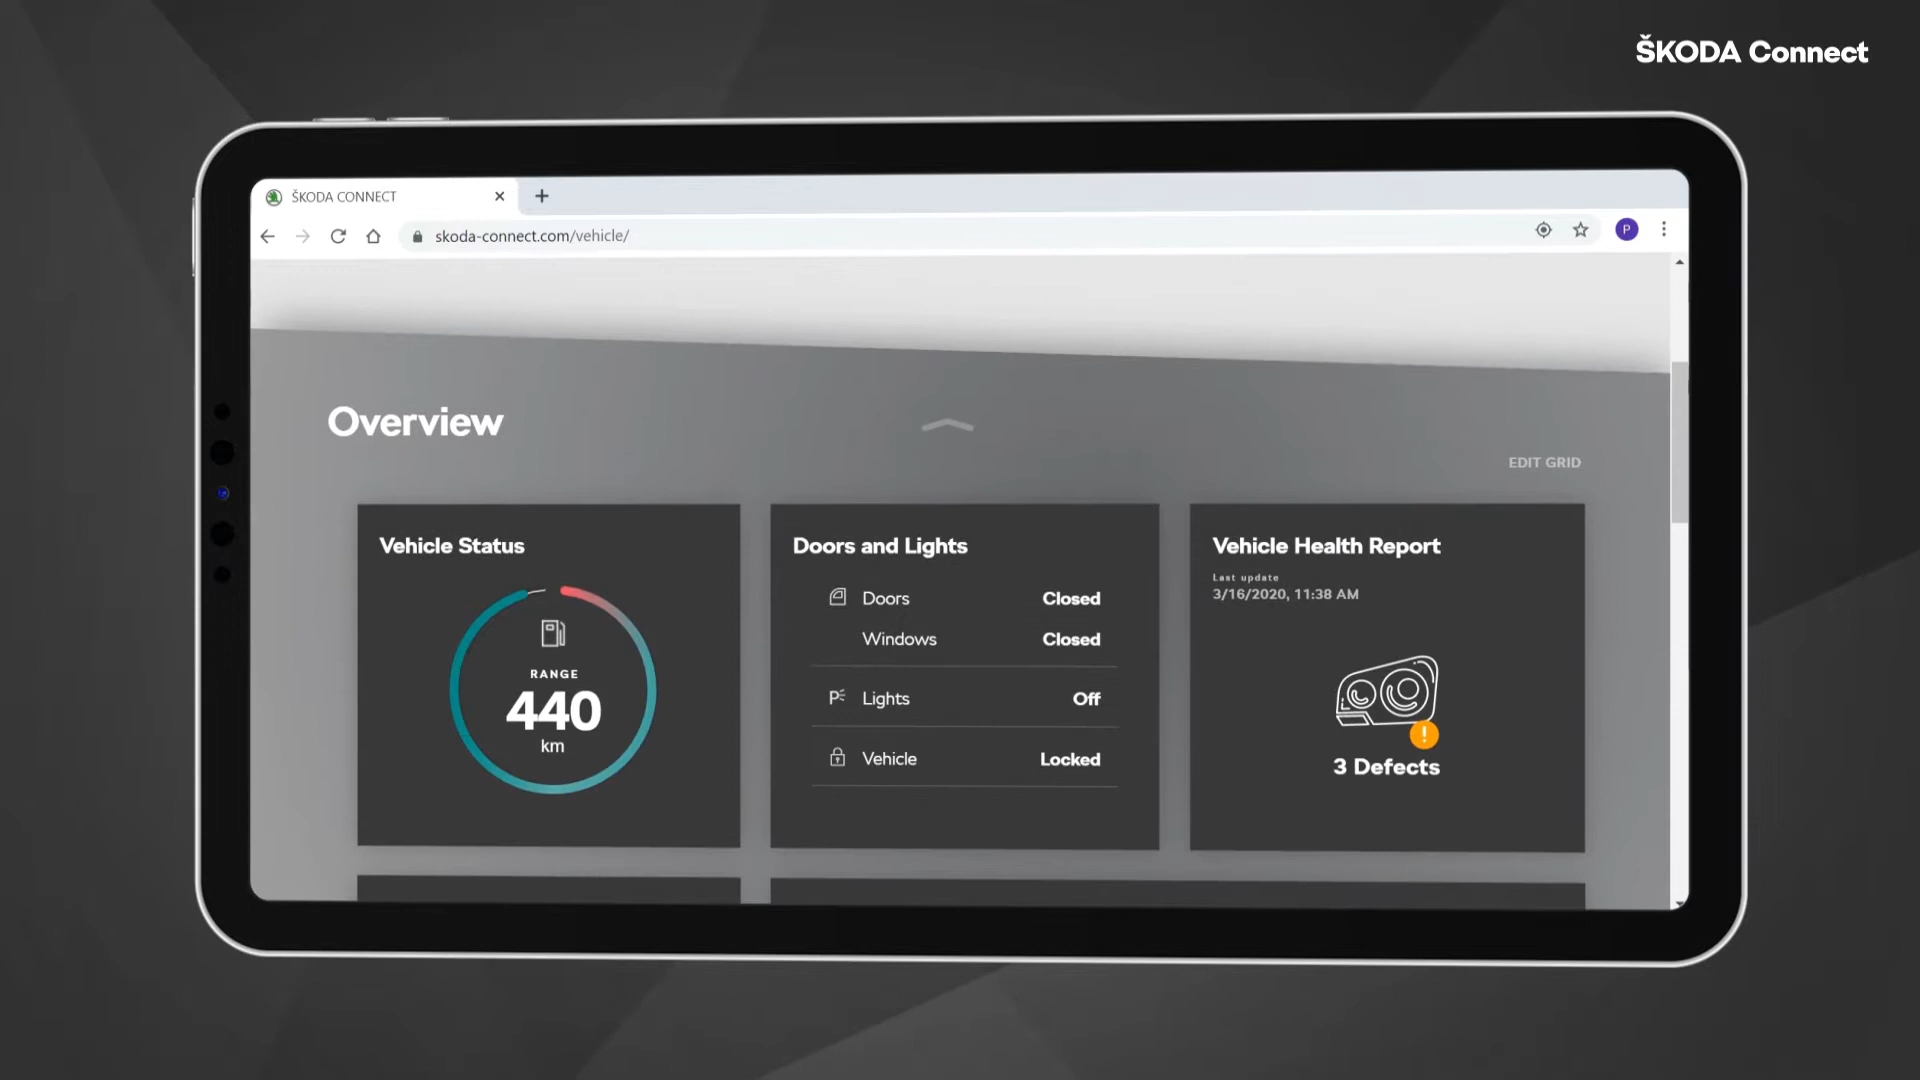 ŠKODA Connect
ŠKODA CONNECT
skoda-connect.com/vehicle/
P
Overview
EDIT GRID
Vehicle Status
RANGE
440
km
Doors and Lights
Doors Closed
Windows Closed
Lights Off
Vehicle Locked
Vehicle Health Report
Last update
3/16/2020, 11:38 AM
3 Defects